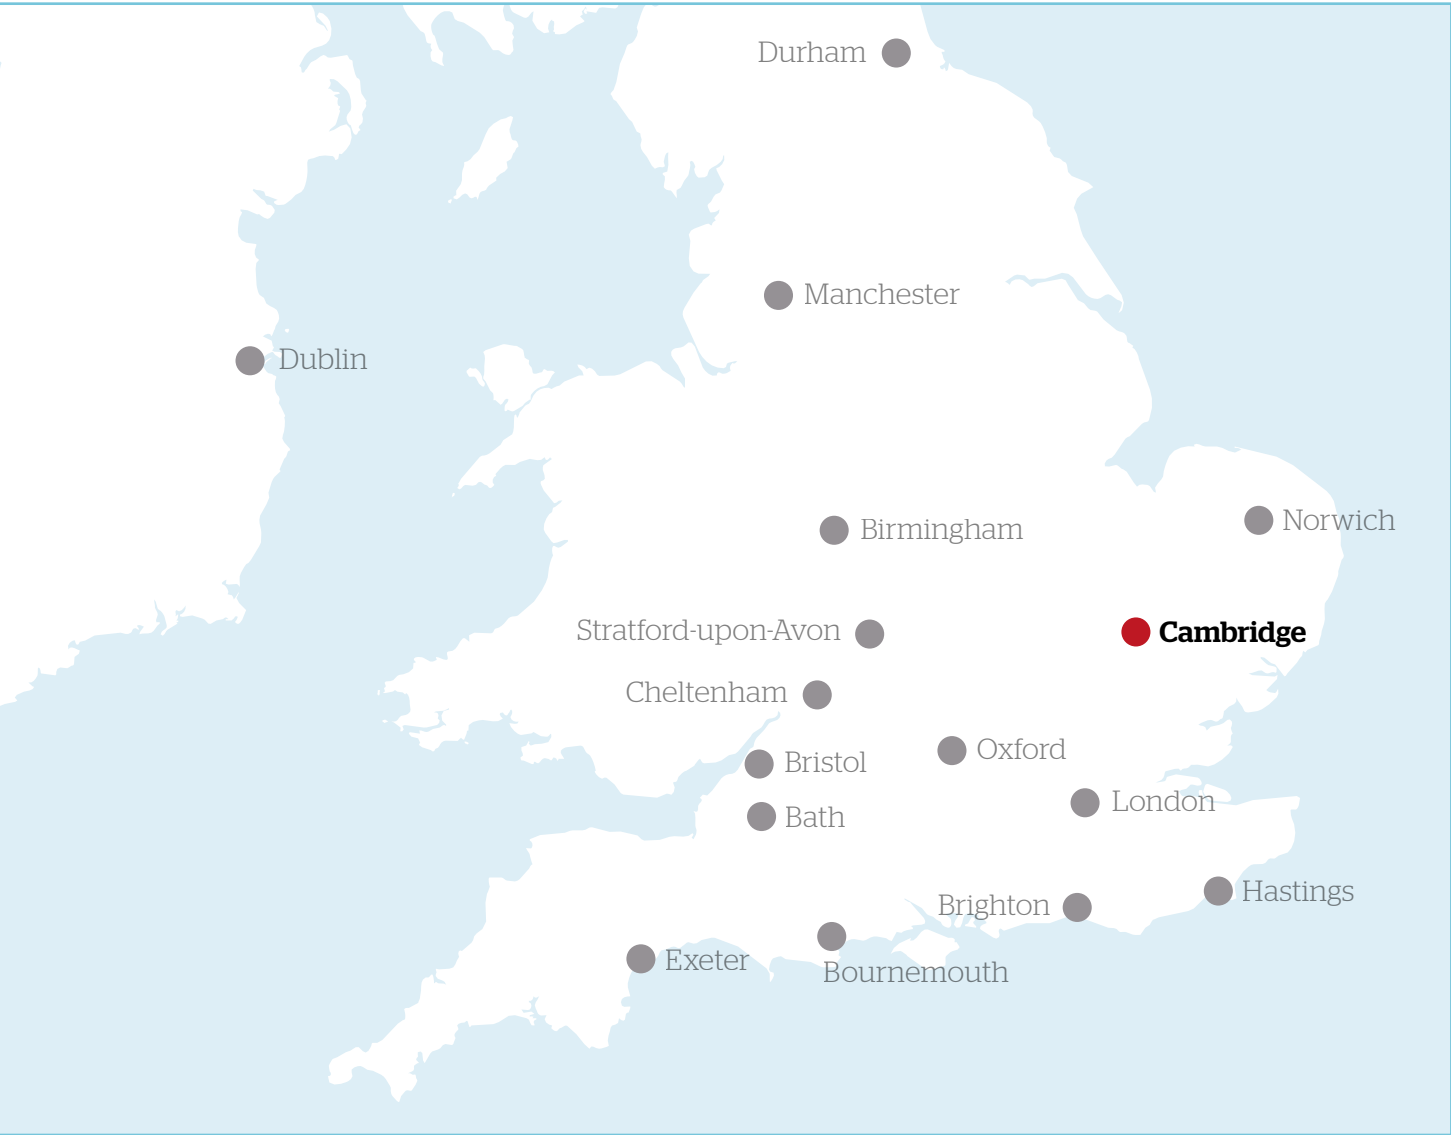 Durham
Manchester
Dublin
Norwich
Birmingham
Stratford-upon-Avon
Cambridge
Cheltenham
Oxford
Bristol
London
Bath
Hastings
Brighton
Exeter
Bournemouth